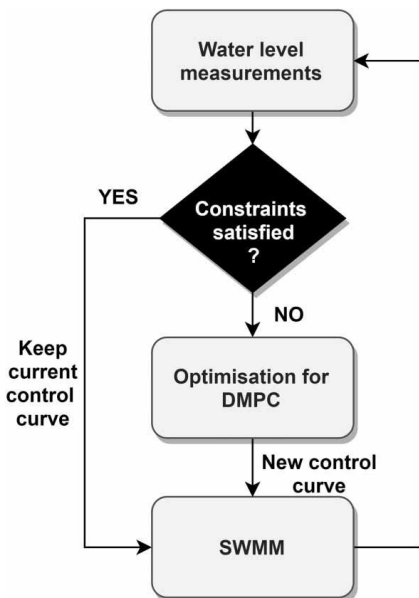 Water level
measurements
YES
Constraints
satisfied
?
NO
Keep
current
control
curve
Optimisation for
DMPC
New control
curve
SWMM